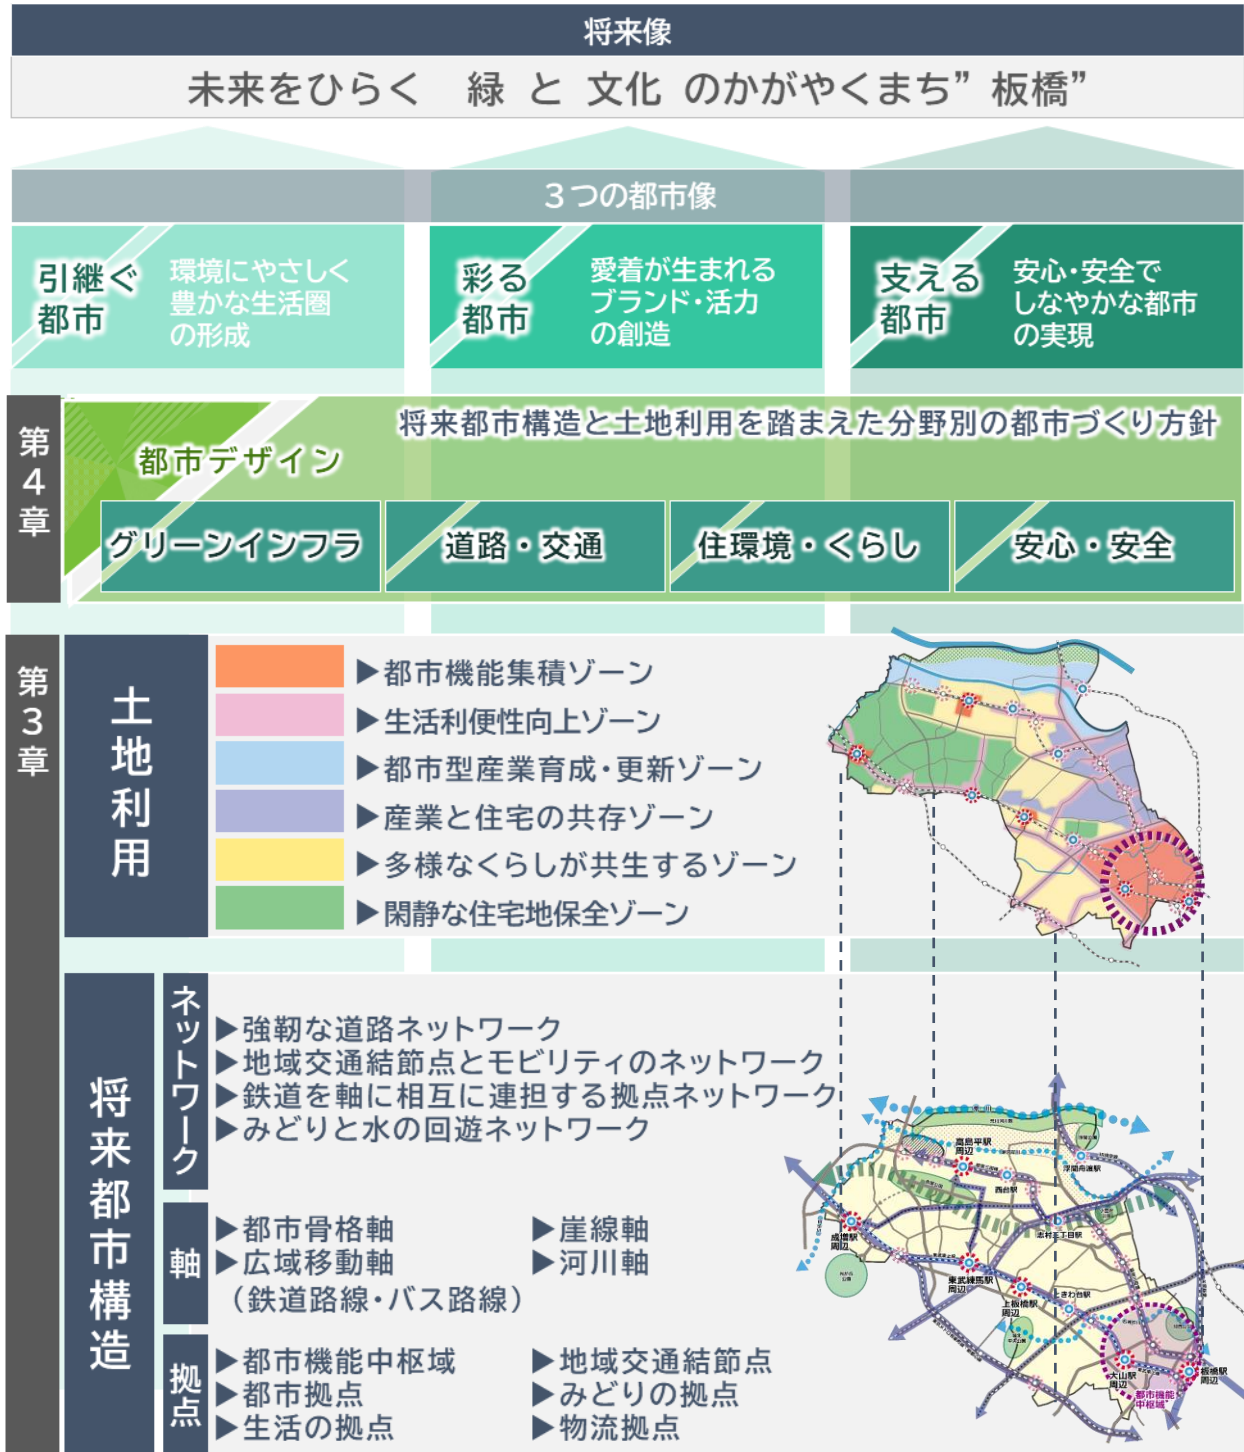 将来像
未来をひらく　緑 と 文化 のかがやくまち”板橋”
３つの都市像
引継ぐ
都市
環境にやさしく
豊かな生活圏
の形成
彩る
都市
愛着が生まれる
ブランド・活力
の創造
支える
都市
安心・安全で
しなやかな都市
の実現
第4章
将来都市構造と土地利用を踏まえた分野別の都市づくり方針
都市デザイン
グリーンインフラ
道路・交通
住環境・くらし
安心・安全
第3章
土地利用
▶都市機能集積ゾーン
▶生活利便性向上ゾーン
▶都市型産業育成・更新ゾーン
▶産業と住宅の共存ゾーン
▶多様なくらしが共生するゾーン
▶閑静な住宅地保全ゾーン
将来都市構造
ネットワーク
▶強靭な道路ネットワーク
▶地域交通結節点とモビリティのネットワーク
▶鉄道を軸に相互に連担する拠点ネットワーク
▶みどりと水の回遊ネットワーク
軸
▶都市骨格軸
▶広域移動軸
（鉄道路線・バス路線）
▶崖線軸
▶河川軸
拠点
▶都市機能中枢域
▶都市拠点
▶生活の拠点
▶地域交通結節点
▶みどりの拠点
▶物流拠点
高島平駅
周辺
西台駅
浮間舟渡駅
成増駅
周辺
志村三丁目駅
東武練馬駅
周辺
上板橋駅
周辺
ときわ台駅
大山駅
周辺
板橋駅
周辺
都市機能
中枢域